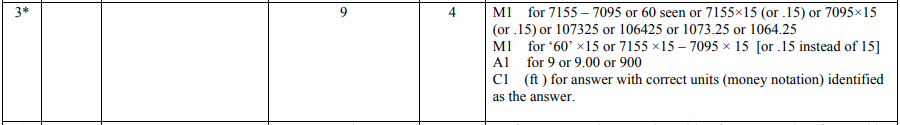 3* 9 4 M1 for 7155 – 7095 or 60 seen or 7155×15 (or .15) or 7095×15
(or .15) or 107325 or 106425 or 1073.25 or 1064.25
M1 for ‘60’ ×15 or 7155 ×15 – 7095 × 15 [or .15 instead of 15]
A1 for 9 or 9.00 or 900
C1 (ft ) for answer with correct units (money notation) identified
as the answer.